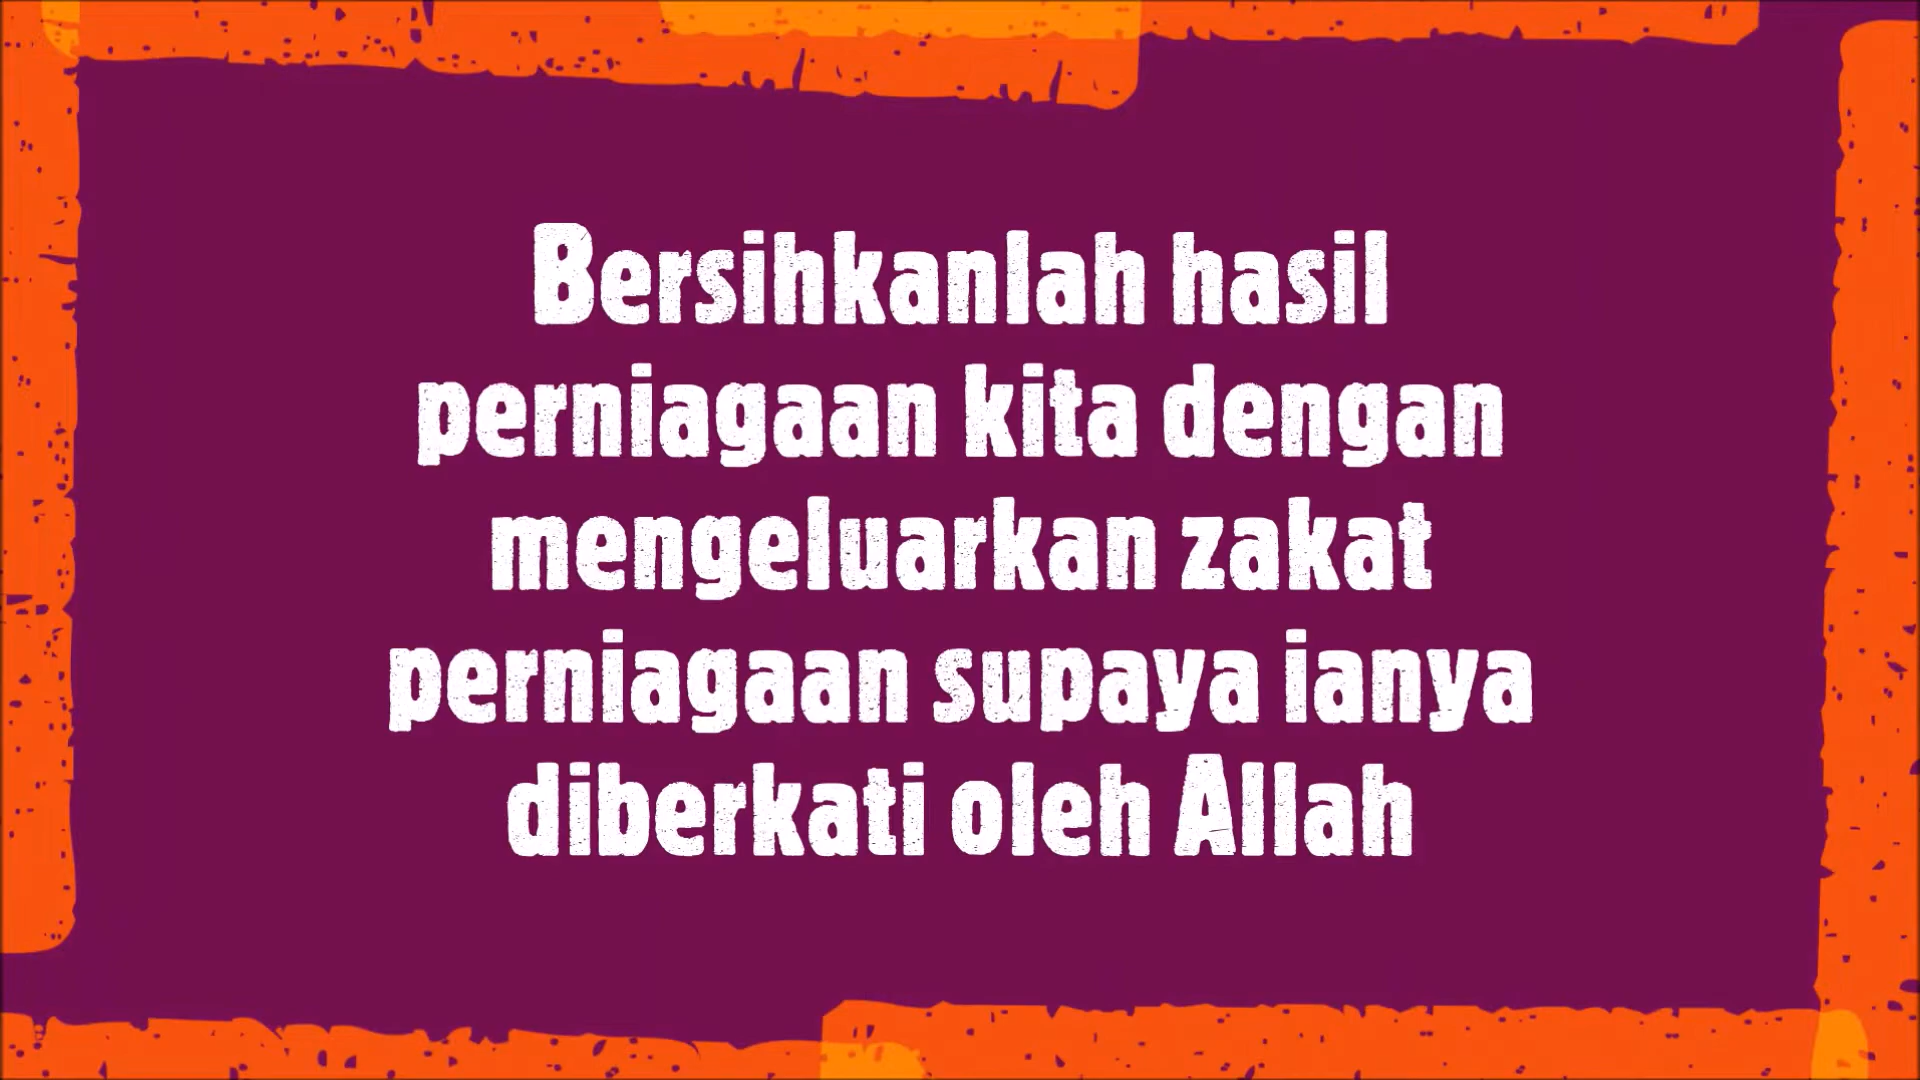 Bersihkanlah hasil
perniagaan kita dengan
mengeluarkan zakat
perniagaan supaya ianya
diberkati oleh Allah